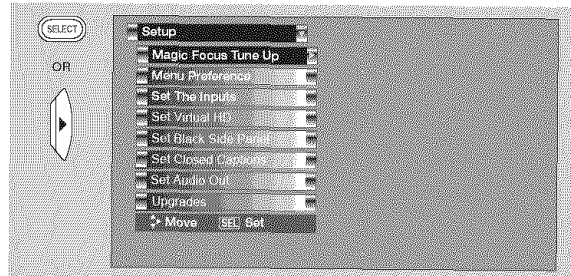 SELECT
OR
Setup
Magic Focus Tune Up
Menu Preference
Set The Inputs
Set Virtual HD
Set Black Side Panel
Set Closed Captions
Set Audio Out
Upgrades
Move SEL Set